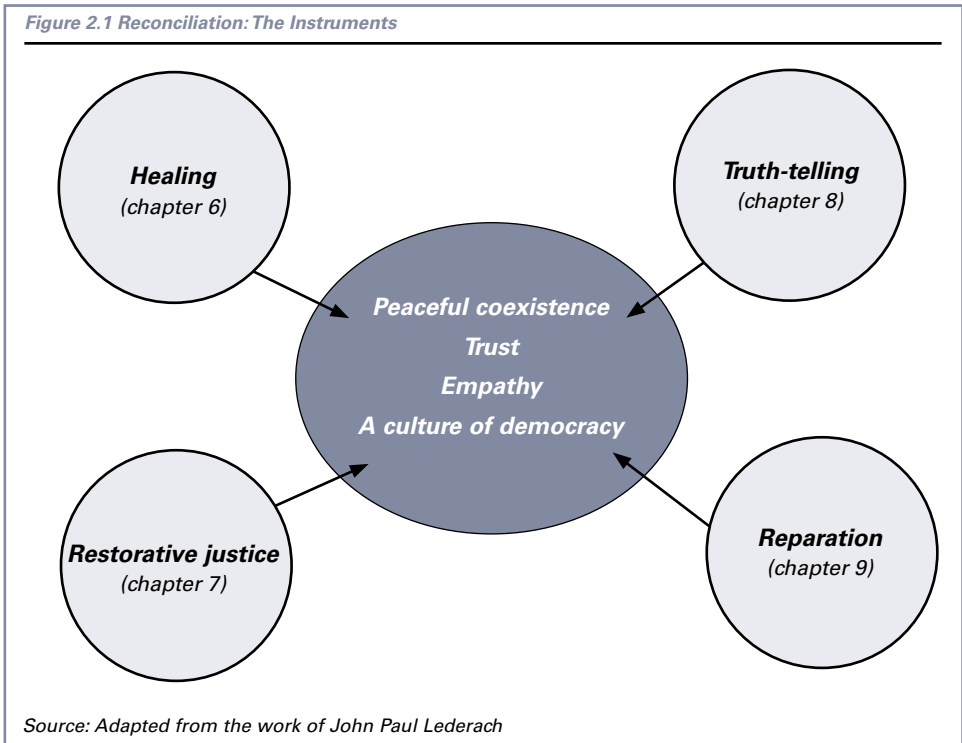 Figure 2.1 Reconciliation: The Instruments
Healing
(chapter 6)
Truth-telling
(chapter 8)
Peaceful coexistence
Trust
Empathy
A culture of democracy
Restorative justice
(chapter 7)
Reparation
(chapter 9)
Source: Adapted from the work of John Paul Lederach